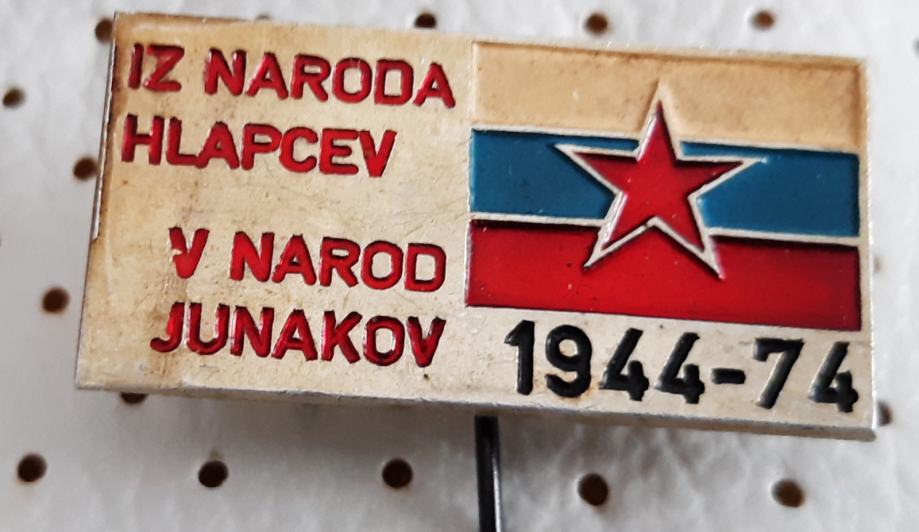 IZ NARODA
HLAPCEV
V NAROD
JUNAKOV
1944-74